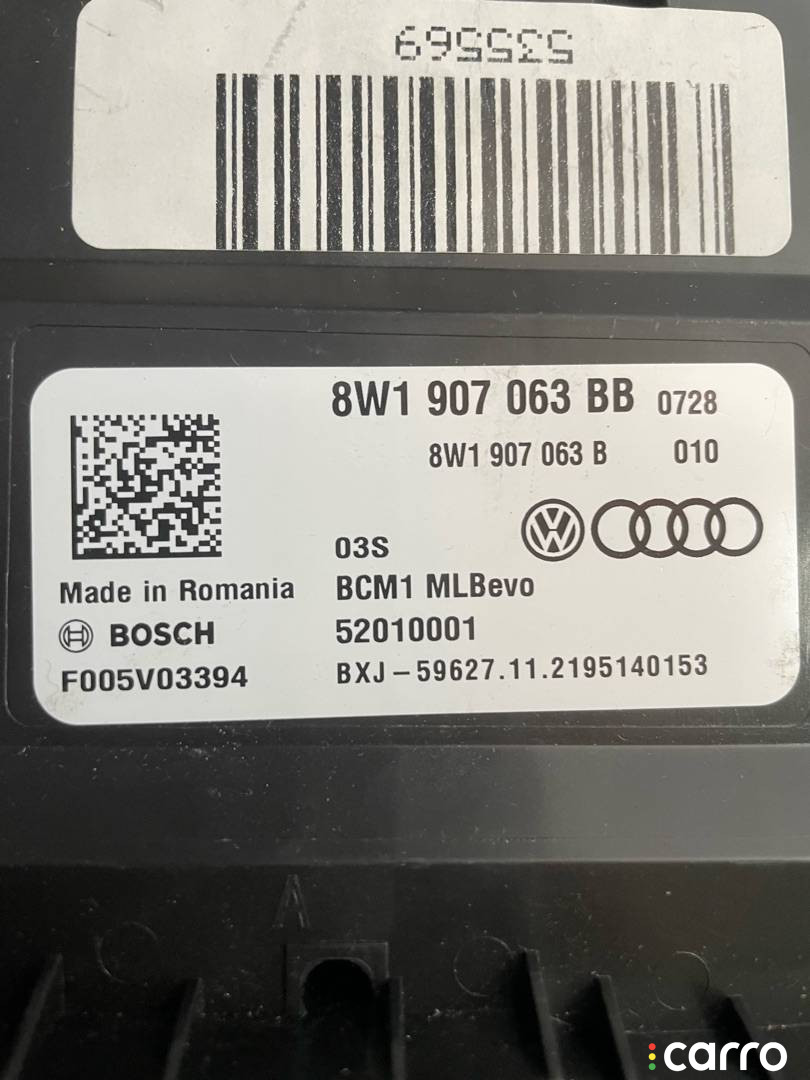 535569
8W1 907 063 BB 0728
8W1 907 063 B 010
03S
Made in Romania BCM1 MLBevo
BOSCH 52010001
F005V03394 BXJ-59627.11.2195140153
A
carro